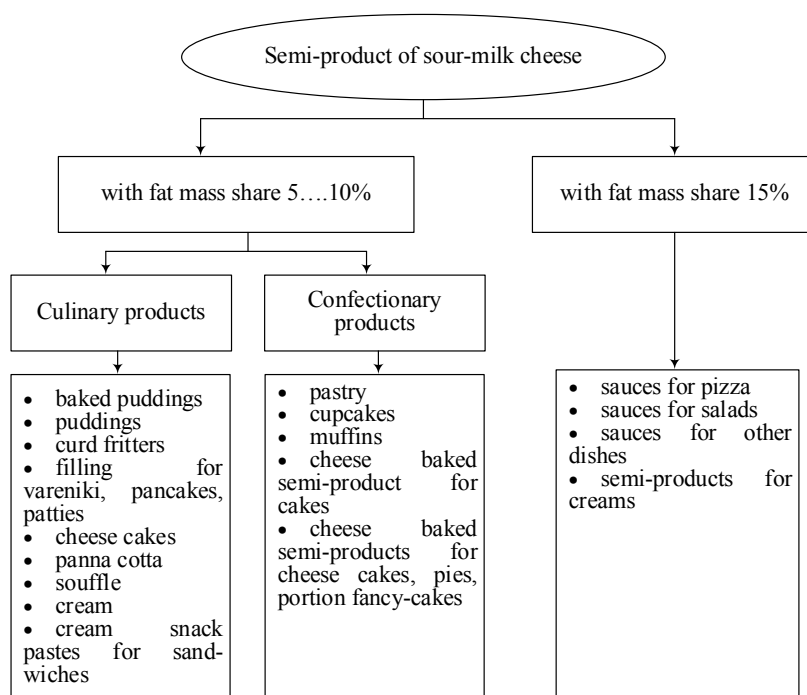 Semi-product of sour-milk cheese
with fat mass share 5….10%
with fat mass share 15%
Culinary products
Confectionary
products
• baked puddings
• puddings
• curd fritters
• filling for
vareniki, pancakes,
patties
• cheese cakes
• panna cotta
• souffle
• cream
• cream snack
pastes for sand-
wiches
• pastry
• cupcakes
• muffins
• cheese baked
semi-product for
cakes
• cheese baked
semi-products for
cheese cakes, pies,
portion fancy-cakes
• sauces for pizza
• sauces for salads
• sauces for other
dishes
• semi-products for
creams